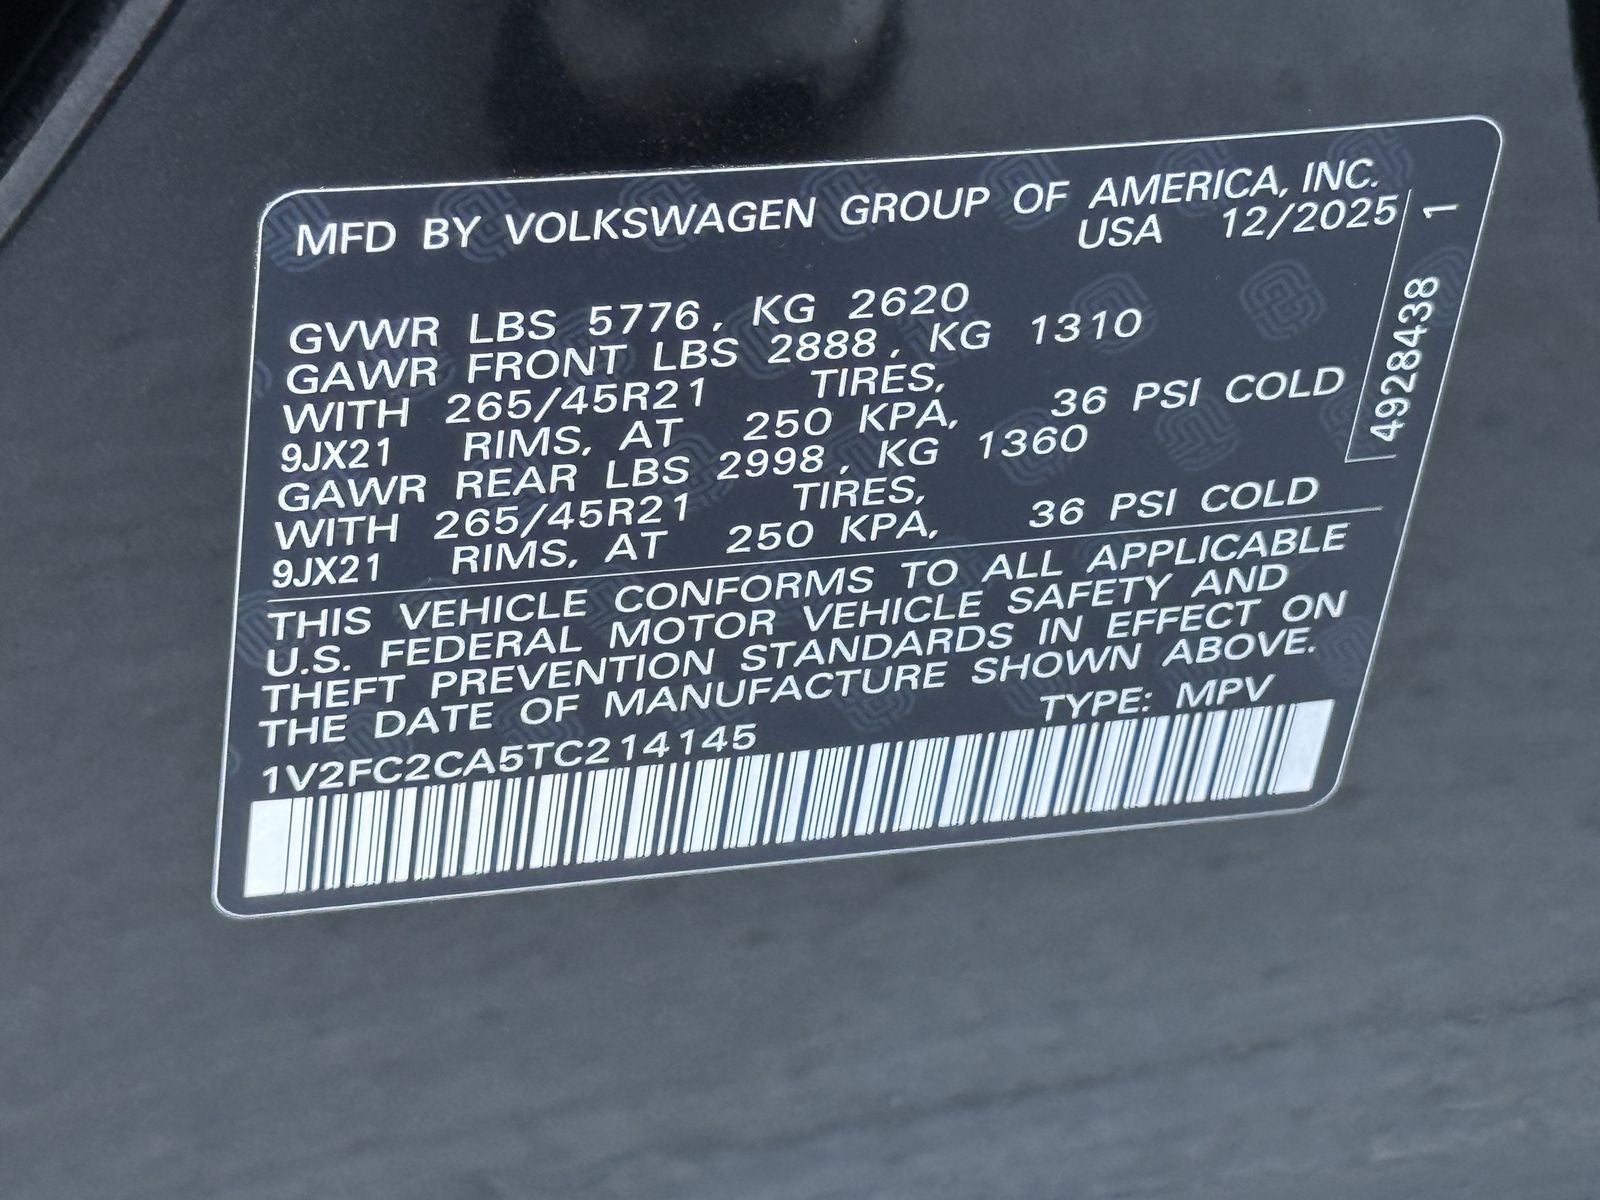 MFD BY VOLKSWAGEN GROUP OF AMERICA, INC.
USA 12/2025
GVWR LBS 5776, KG 2620
GAWR FRONT LBS 2888, KG 1310
WITH 265/45R21 TIRES,
9JX21 RIMS, AT 250 KPA, 36 PSI COLD
GAWR REAR LBS 2998, KG 1360
WITH 265/45R21 TIRES,
9JX21 RIMS, AT 250 KPA, 36 PSI COLD
THIS VEHICLE CONFORMS TO ALL APPLICABLE
U.S. FEDERAL MOTOR VEHICLE SAFETY AND
THEFT PREVENTION STANDARDS IN EFFECT ON
THE DATE OF MANUFACTURE SHOWN ABOVE.
1V2FC2CA5TC214145 TYPE: MPV
4928438 1